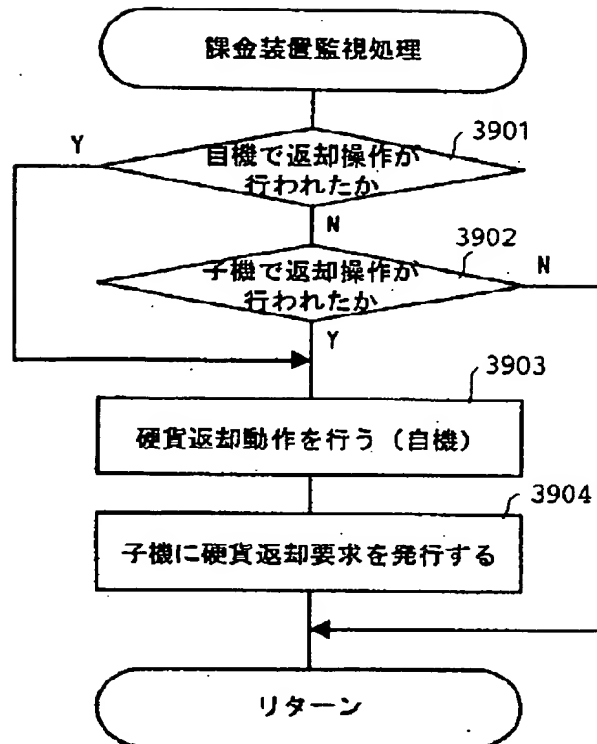 課金装置監視処理
3901
Y
自機で返却操作が
行われたか
N
3902
子機で返却操作が
行われたか
N
Y
3903
硬貨返却動作を行う（自機）
3904
子機に硬貨返却要求を発行する
リターン